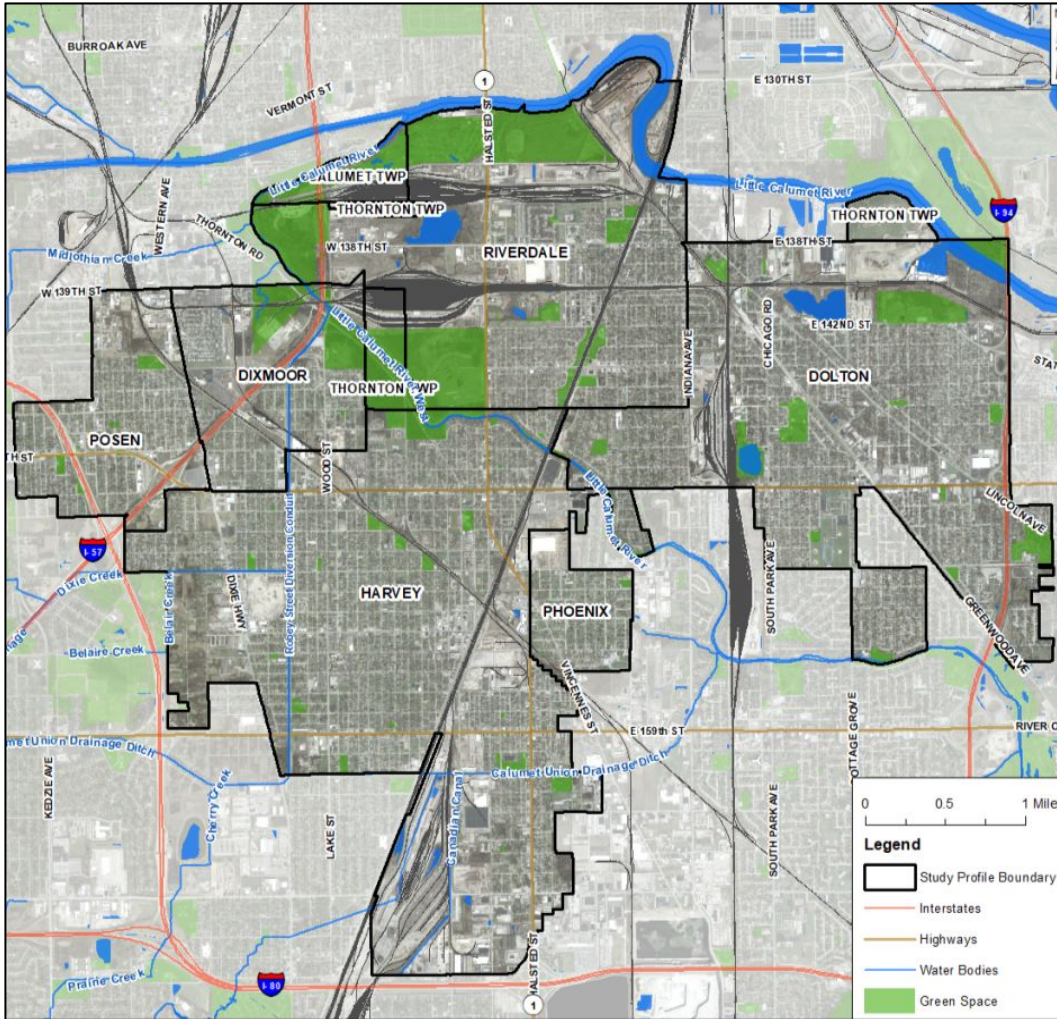 BURROAK AVE
VERMONT ST
1
HALSTED ST
E 130TH ST
Little Calumet River
ALUMET TWP
WESTERN AVE
THORNTON RD
THORNTON TWP
Little Calumet River
THORNTON TWP
I-94
Midlothian Creek
W 138TH ST
RIVERDALE
E 138TH ST
W 139TH ST
Little Calumet River West
INDIANA AVE
CHICAGO RD
E 142ND ST
STAT
DIXMOOR
THORNTON TWP
DOLTON
POSEN
TH ST
WOOD ST
LINCOLN AVE
I-57
Dixie Creek
nage
Belair Creek
DIXIE HWY
Robey Street Diversion Conduit
HARVEY
Little Calumet River
PHOENIX
SOUTH PARK AVE
GREENWOOD AVE
Belaire Creek
VINCENNES ST
E 159th ST
RIVER O
met Union Drainage Ditch
Calumet Union Drainage Ditch
OTTAGE GROVE
KEDZIE AVE
Cherry Creek
LAKE ST
Canadian Canal
SOUTH PARK AVE
Prairie Creek
I-80
HALSTED ST
1
0 0.5 1 Mile
Legend
Study Profile Boundary
Interstates
Highways
Water Bodies
Green Space